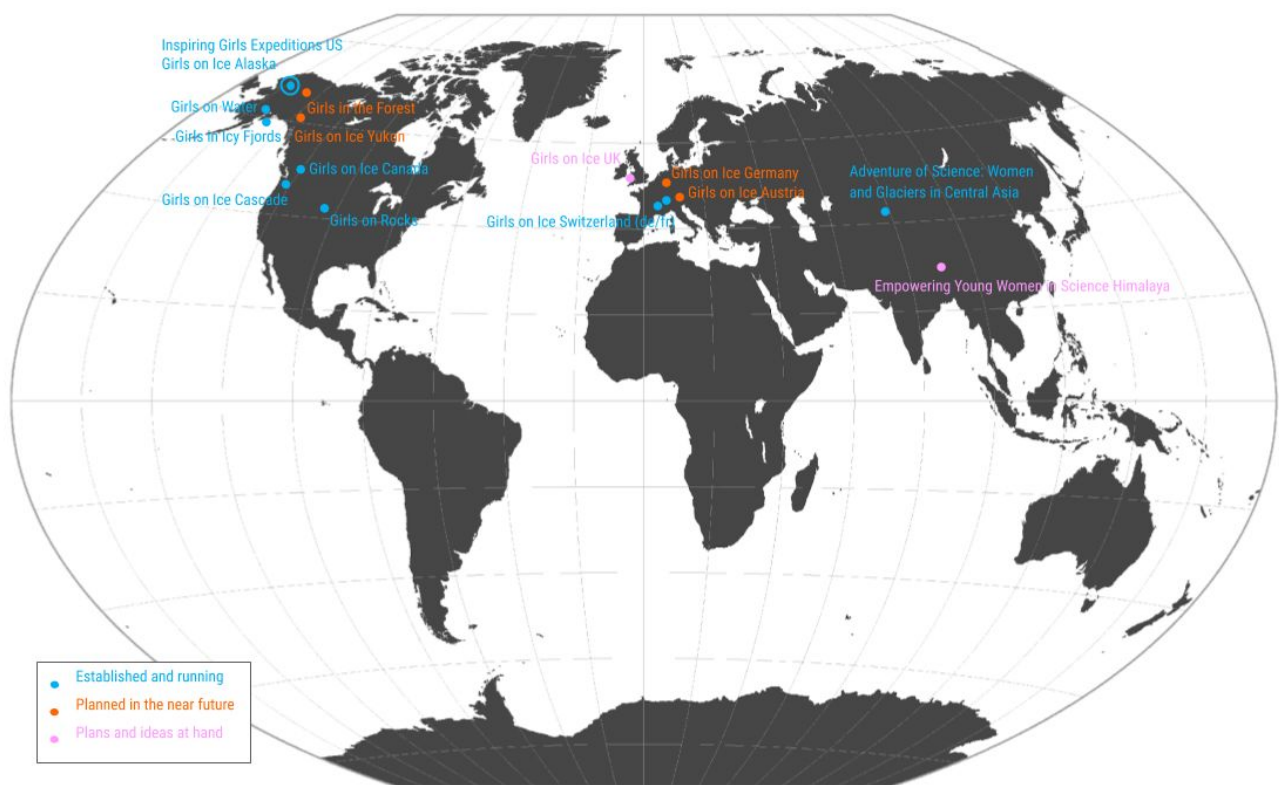 Inspiring Girls Expeditions US
Girls on Ice Alaska
Girls on Water
Girls in the Forest
Girls in Icy Fjords
Girls on Ice Yukon
Girls on Ice Canada
Girls on Ice Cascade
Girls on Rocks
Girls on Ice UK
Girls on Ice Germany
Girls on Ice Austria
Girls on Ice Switzerland (de/fr)
Adventure of Science: Women
and Glaciers in Central Asia
Empowering Young Women in Science Himalaya
Established and running
Planned in the near future
Plans and ideas at hand